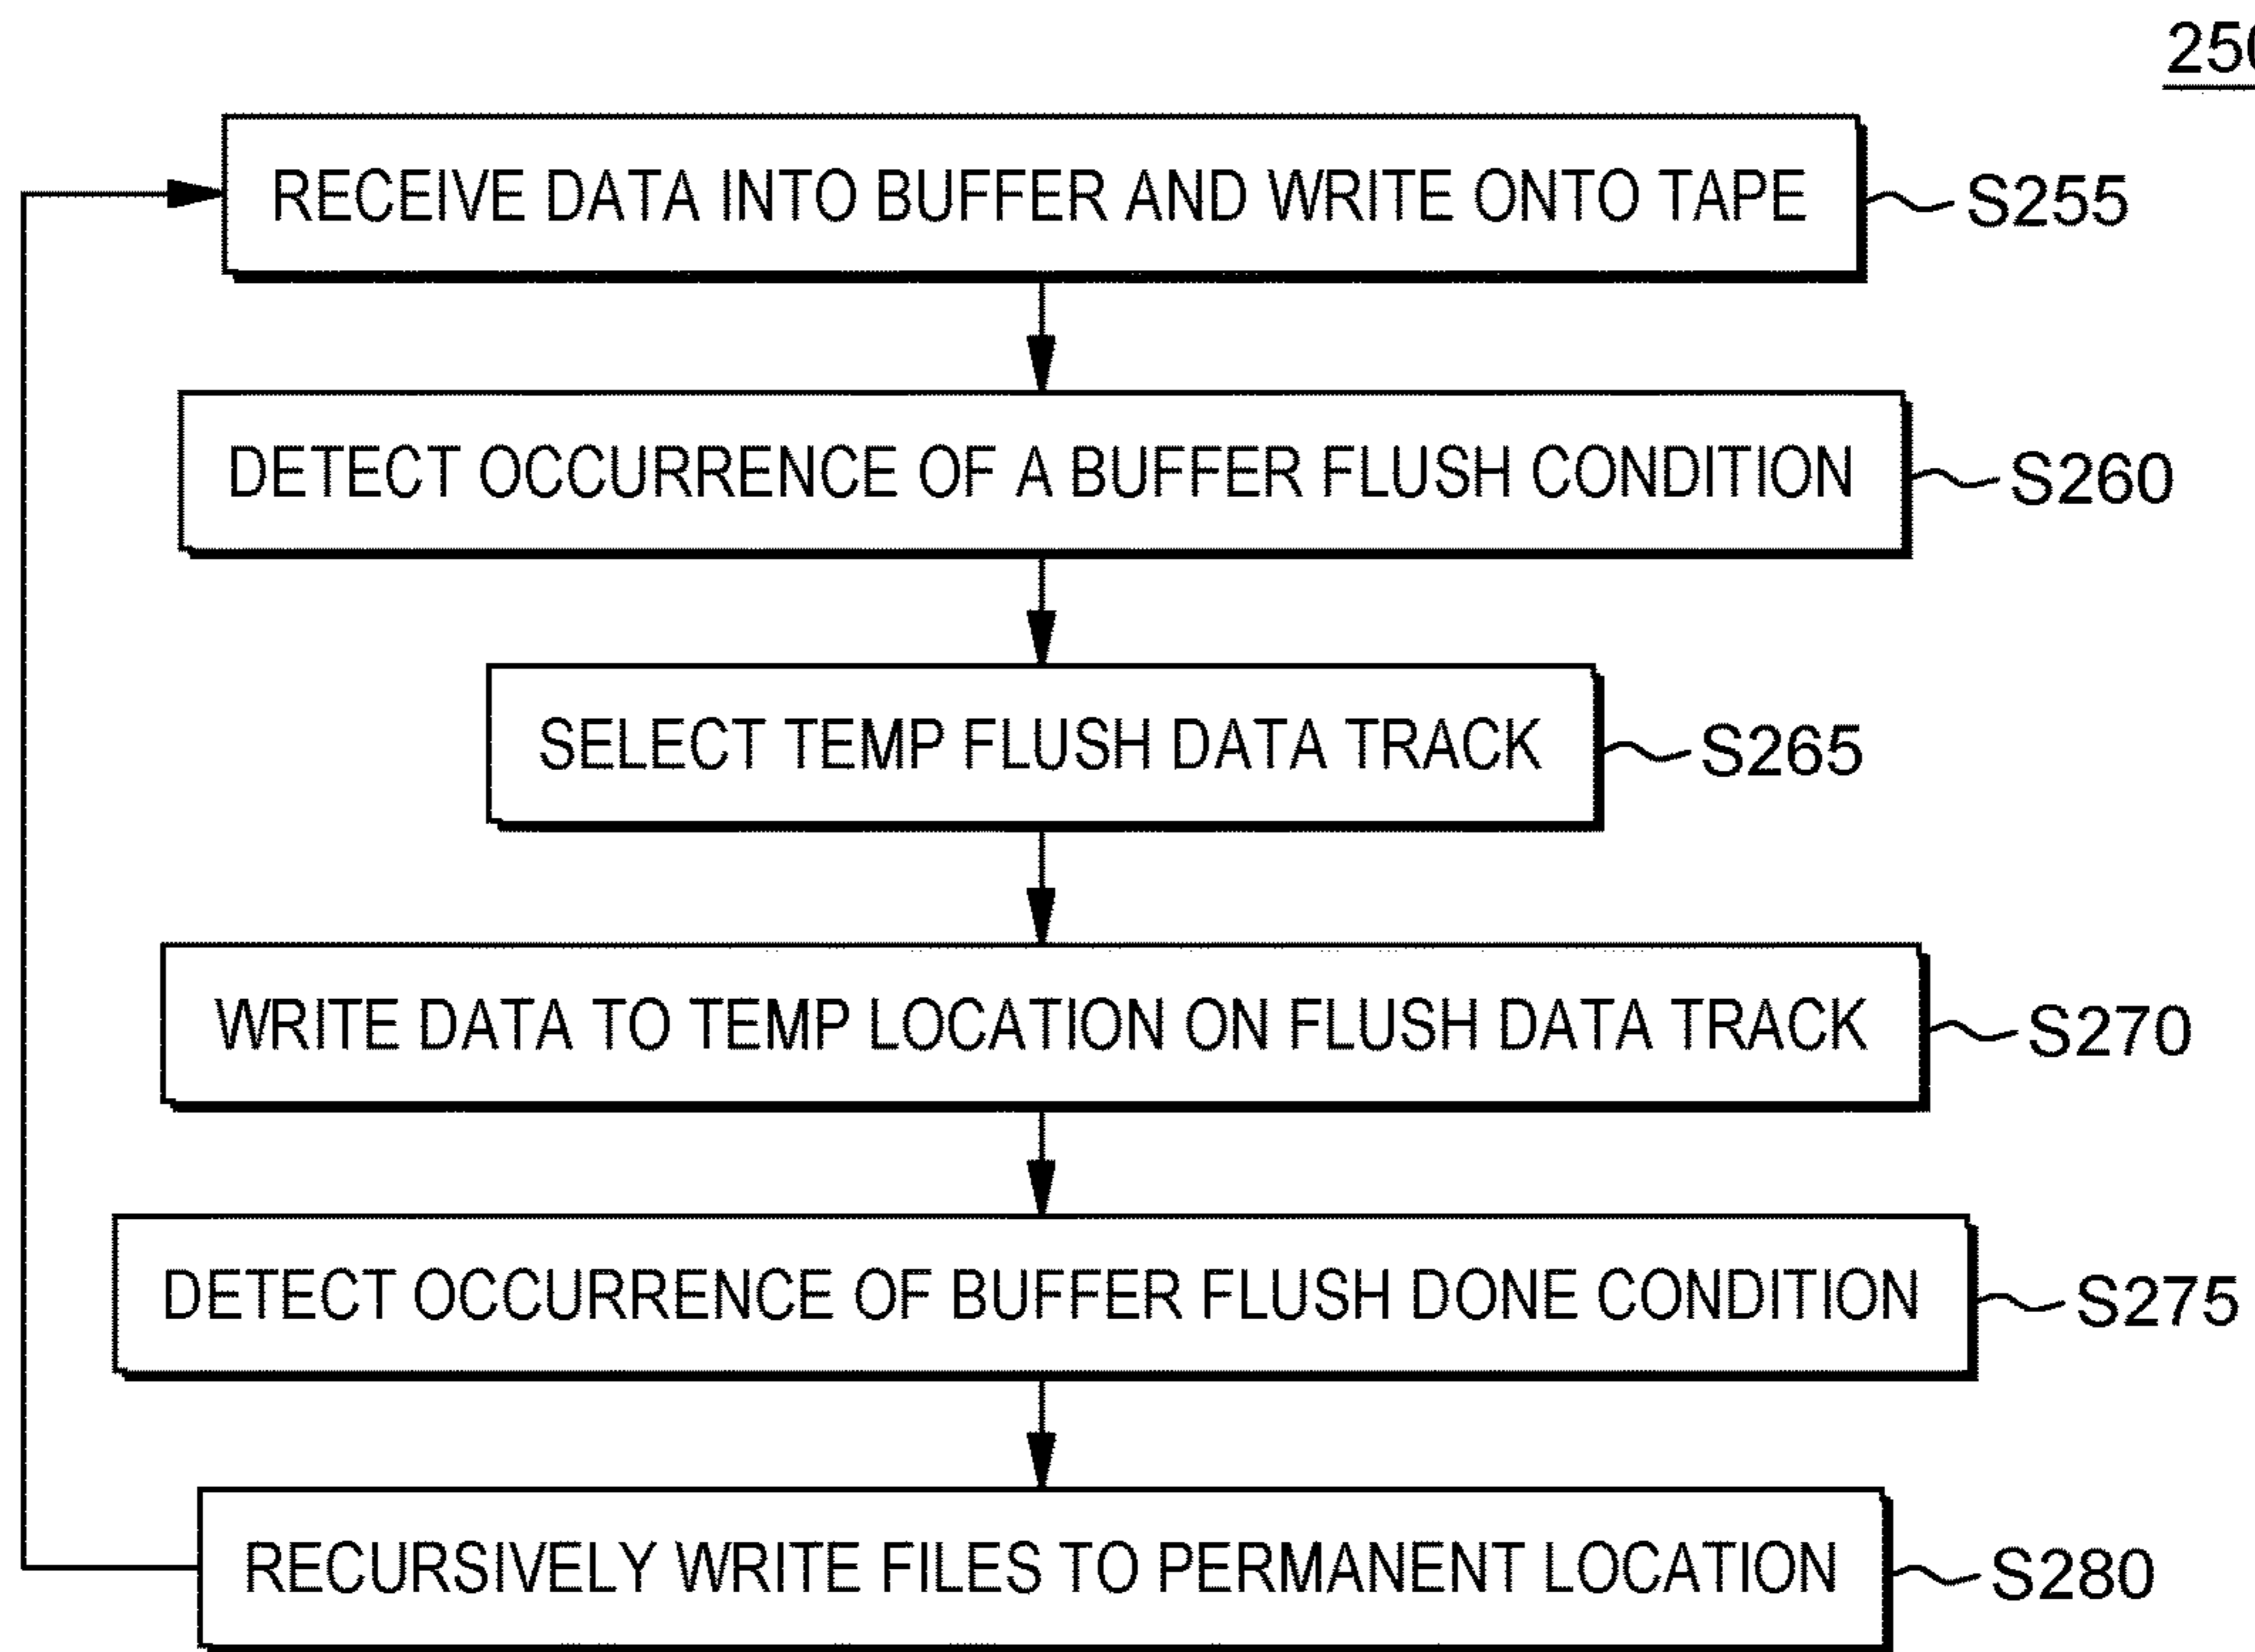 250
RECEIVE DATA INTO BUFFER AND WRITE ONTO TAPE
S255
DETECT OCCURRENCE OF A BUFFER FLUSH CONDITION
S260
SELECT TEMP FLUSH DATA TRACK
S265
WRITE DATA TO TEMP LOCATION ON FLUSH DATA TRACK
S270
DETECT OCCURRENCE OF BUFFER FLUSH DONE CONDITION
S275
RECURSIVELY WRITE FILES TO PERMANENT LOCATION
S280